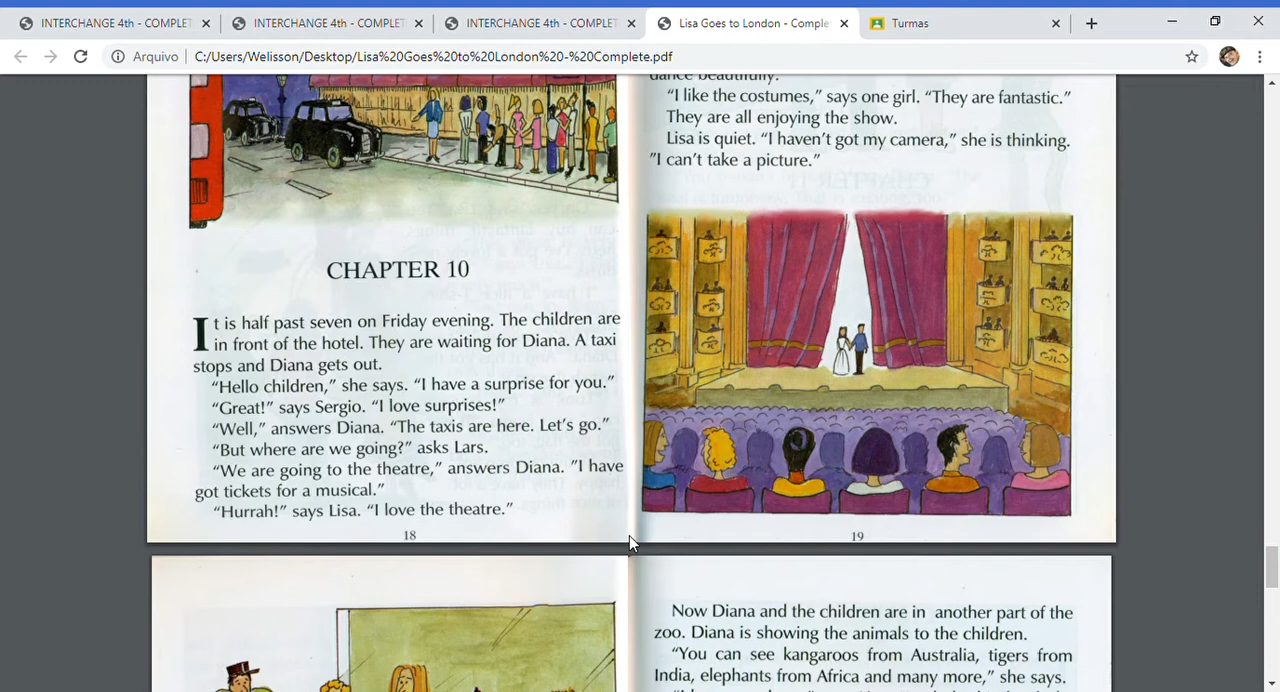 INTERCHANGE 4th - COMPLET
INTERCHANGE 4th - COMPLET
INTERCHANGE 4th - COMPLET
Lisa Goes to London - Comple
Turmas
Arquivo
C:/Users/Welisson/Desktop/Lisa%20Goes%20to%20London%20-%20Complete.pdf
CHAPTER 10
It is half past seven on Friday evening. The children are
in front of the hotel. They are waiting for Diana. A taxi
stops and Diana gets out.
“Hello children,” she says. “I have a surprise for you.”
“Great!” says Sergio. “I love surprises!”
“Well,” answers Diana. “The taxis are here. Let’s go.”
“But where are we going?” asks Lars.
“We are going to the theatre,” answers Diana. “I have
got tickets for a musical.”
“Hurrah!” says Lisa. “I love the theatre.”
18
dance beautifully.
“I like the costumes,” says one girl. “They are fantastic.”
They are all enjoying the show.
Lisa is quiet. “I haven’t got my camera,” she is thinking.
“I can’t take a picture.”
19
Now Diana and the children are in another part of the
zoo. Diana is showing the animals to the children.
“You can see kangaroos from Australia, tigers from
India, elephants from Africa and many more,” she says.